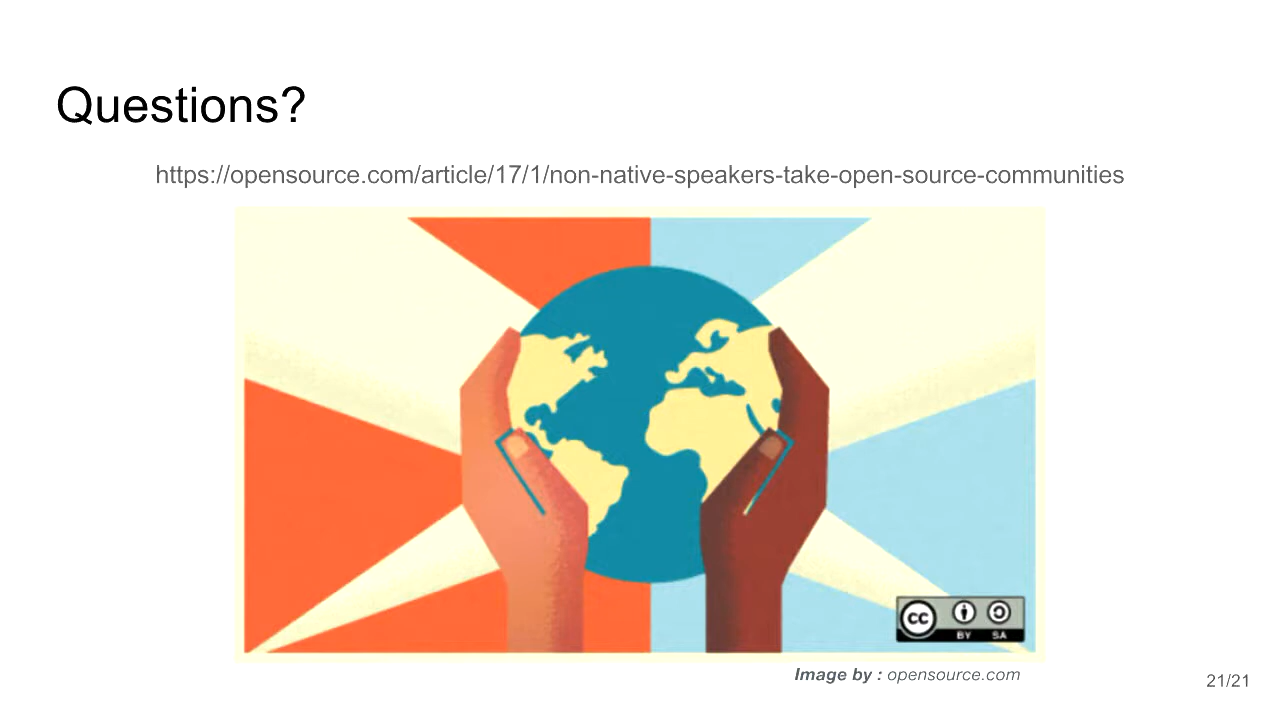 Questions?
https://opensource.com/article/17/1/non-native-speakers-take-open-source-communities
cc
BY SA
Image by : opensource.com
21/21